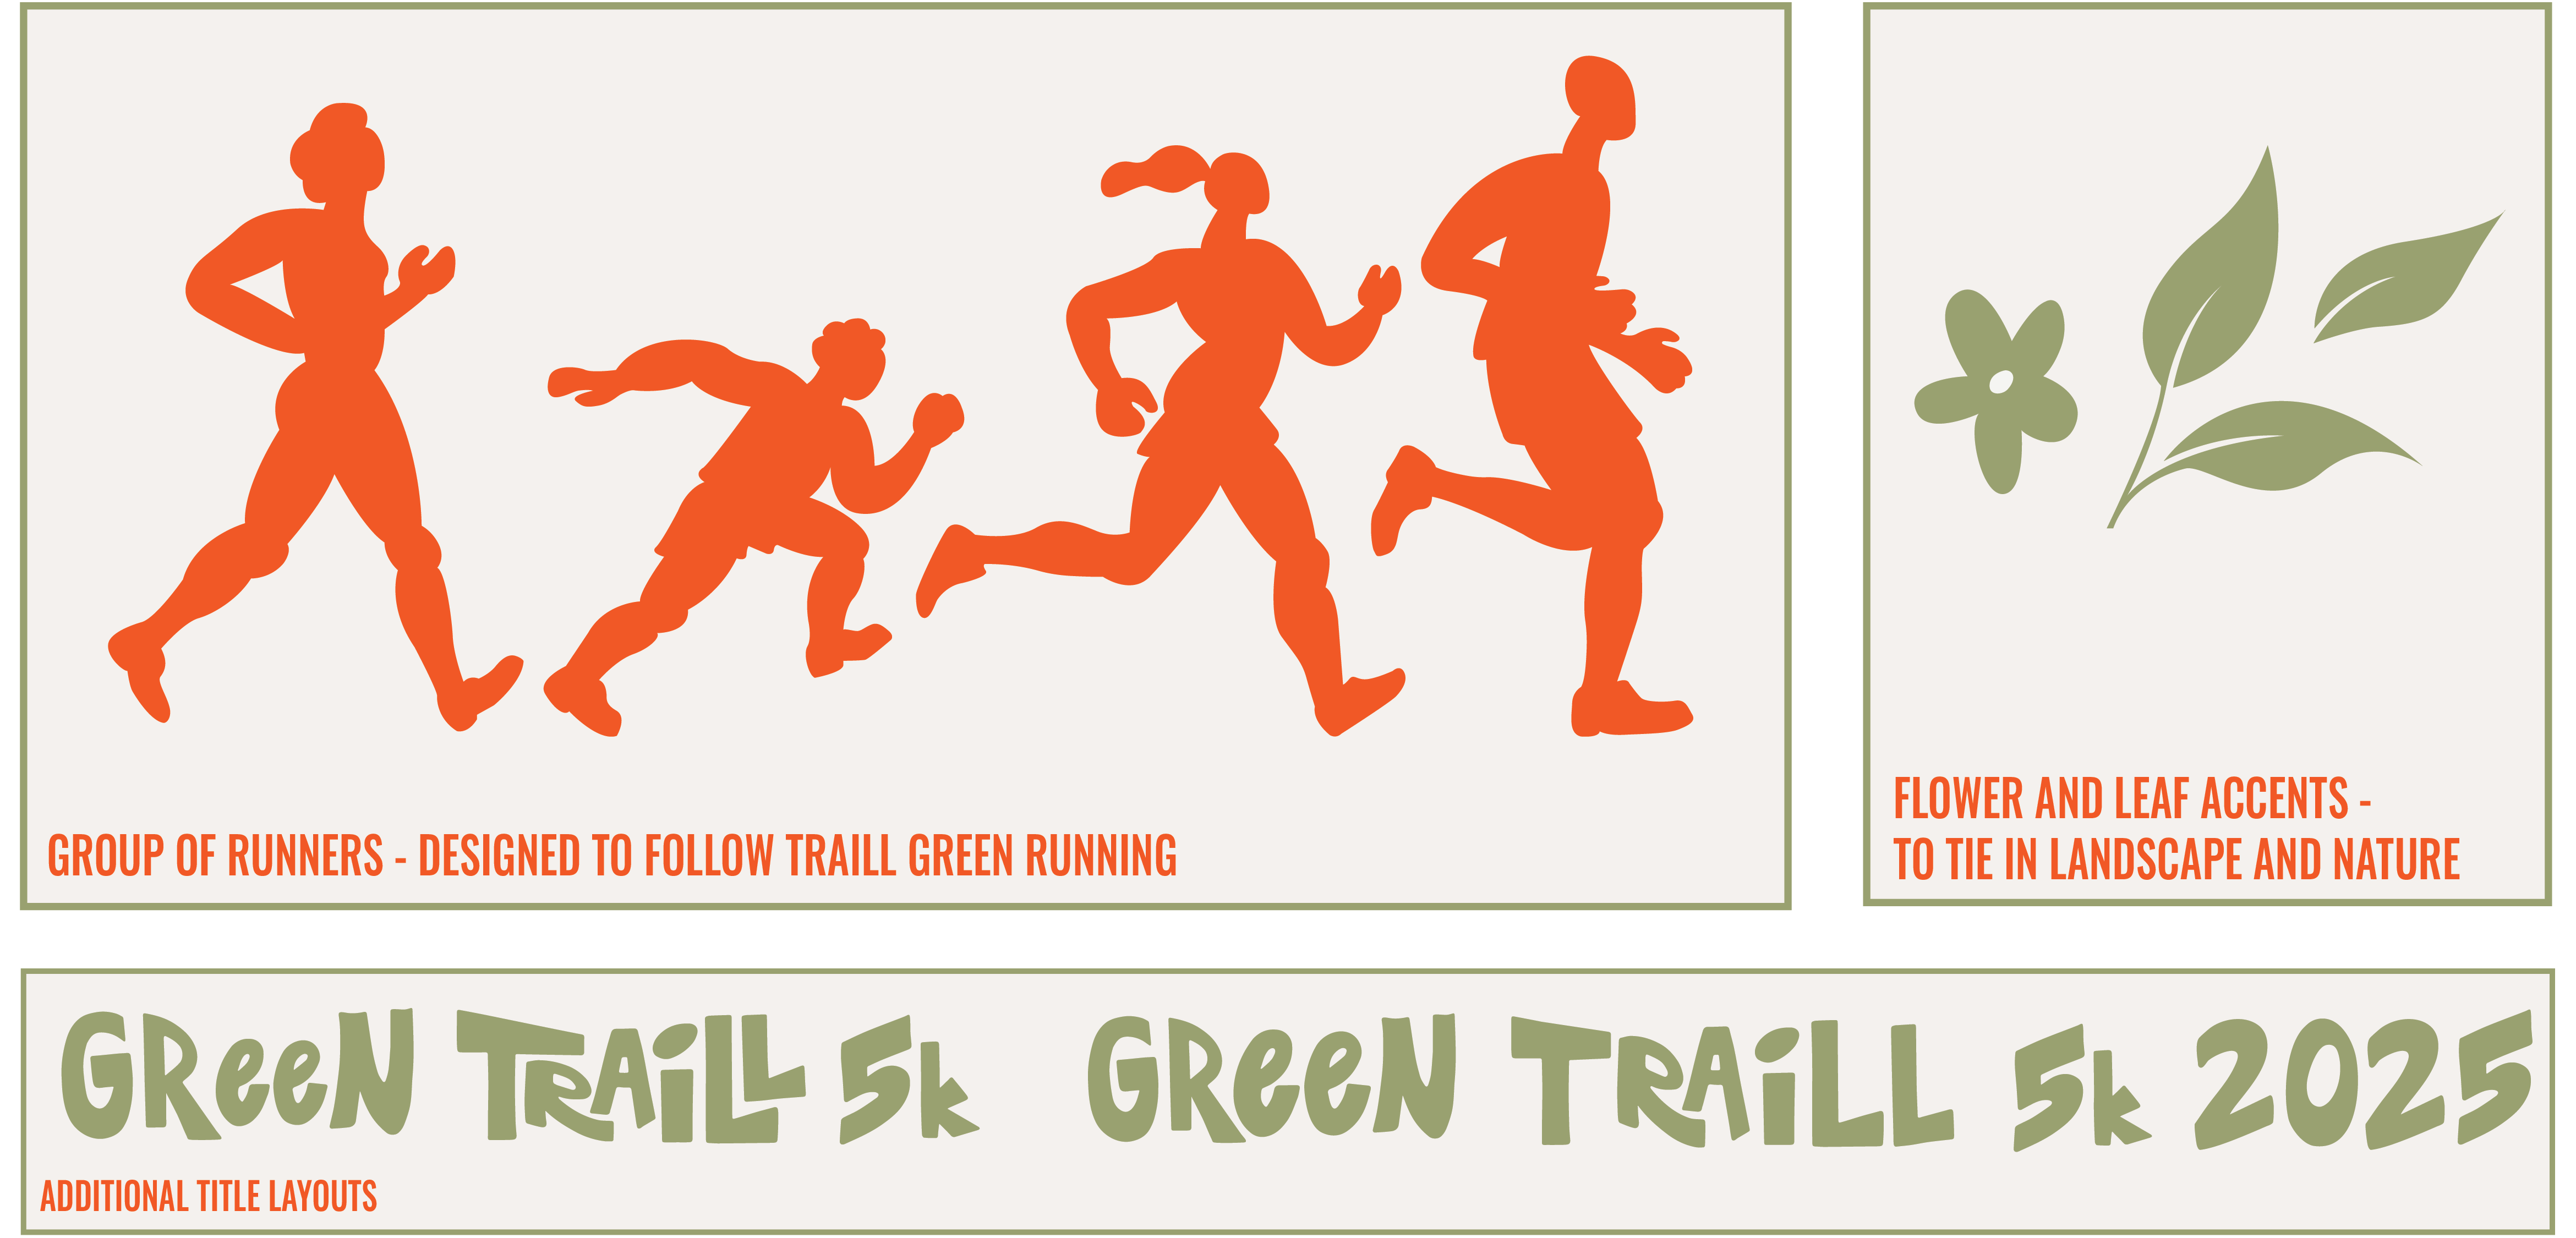 GROUP OF RUNNERS - DESIGNED TO FOLLOW TRAILL GREEN RUNNING
FLOWER AND LEAF ACCENTS -
TO TIE IN LANDSCAPE AND NATURE
GReeN TRAiLL 5k
GReeN TRAiLL 5k 2025
ADDITIONAL TITLE LAYOUTS